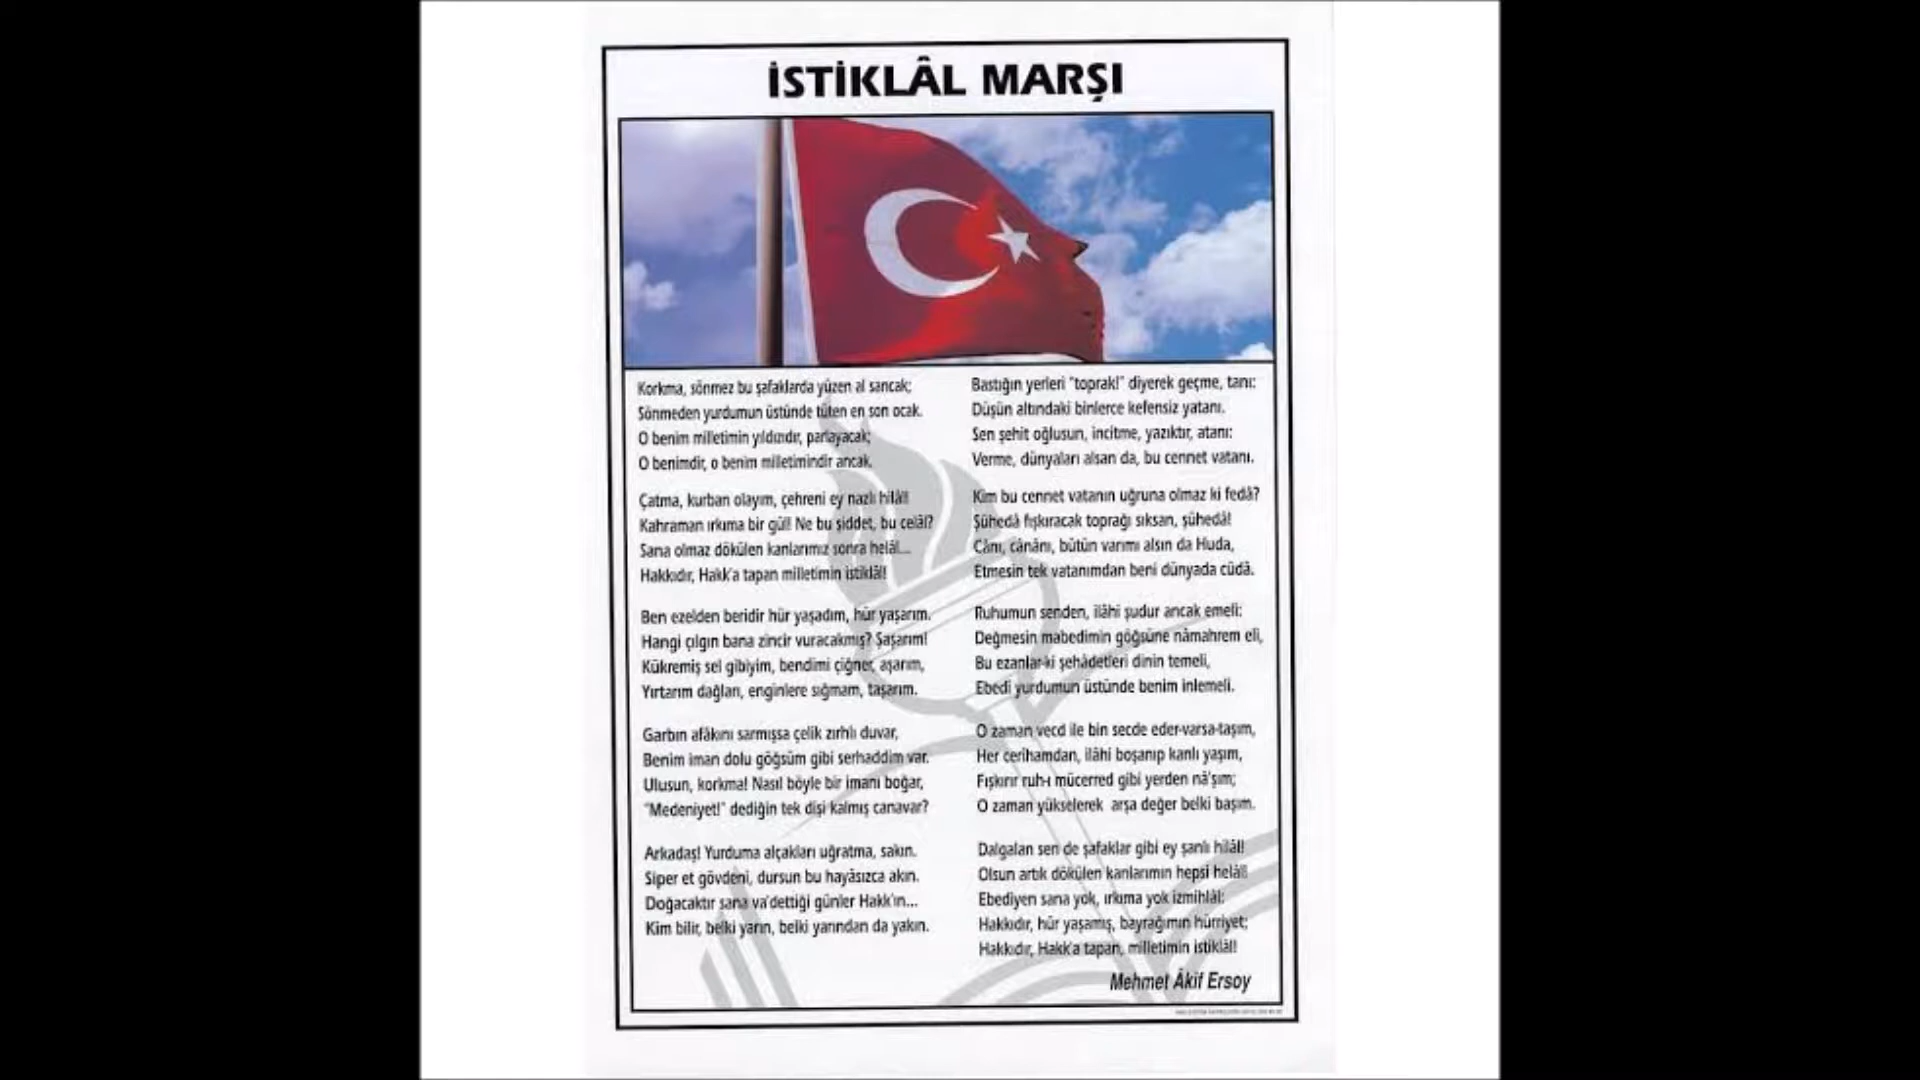 İSTİKLÂL MARŞI
Korkma, sönmez bu şafaklarda yüzen al sancak;
Sönmeden yurdumun üstünde tüten en son ocak.
O benim milletimin yıldızıdır, parlayacak;
O benimdir, o benim milletimindir ancak.
Çatma, kurban olayım, çehreni ey nazlı hilâl!
Kahraman ırkıma bir gül! Ne bu şiddet, bu celâl?
Sana olmaz dökülen kanlarımız sonra helâl...
Hakkıdır, Hakk'a tapan milletimin istiklâl!
Ben ezelden beridir hür yaşadım, hür yaşarım.
Hangi çılgın bana zincir vuracakmış? Şaşarım!
Kükremiş sel gibiyim, bendimi çiğner, aşarım,
Yırtarım dağları, enginlere sığmam, taşarım.
Garbın afâkını sarmışsa çelik zırhlı duvar,
Benim iman dolu göğsüm gibi serhaddim var.
Ulusun, korkma! Nasıl böyle bir imanı boğar,
"Medeniyet!" dediğin tek dişi kalmış canavar?
Arkadaş! Yurduma alçakları uğratma, sakın.
Siper et gövdeni, dursun bu hayâsızca akın.
Doğacaktır sana va'dettiği günler Hakk'ın...
Kim bilir, belki yarın, belki yarından da yakın.
Bastığın yerleri "toprak!" diyerek geçme, tanı:
Düşün altındaki binlerce kefensiz yatanı.
Sen şehit oğlusun, incitme, yazıktır, atanı:
Verme, dünyaları alsan da, bu cennet vatanı.
Kim bu cennet vatanın uğruna olmaz ki fedâ?
Şühedâ fışkıracak toprağı sıksan, şühedâ!
Cânı, cânânı, bütün varımı alsın da Huda,
Etmesin tek vatanımdan beni dünyada cüdâ.
Ruhumun senden, ilâhi şudur ancak emeli:
Değmesin mabedimin göğsüne nâmahrem eli,
Bu ezanlar-ki şehâdetleri dinin temeli,
Ebedî yurdumun üstünde benim inlemeli.
O zaman vecd ile bin secde eder-varsa-taşım,
Her cerihamdan, ilâhi boşanıp kanlı yaşım,
Fışkırır ruh-ı mücerred gibi yerden nâ'şım;
O zaman yükselerek arşa değer belki başım.
Dalgalan sen de şafaklar gibi ey şanlı hilâl!
Olsun artık dökülen kanlarımın hepsi helâl!
Ebediyen sana yok, ırkıma yok izmihlâl:
Hakkıdır, hür yaşamış, bayrağımın hürriyet;
Hakkıdır, Hakk'a tapan, milletimin istiklâl!
Mehmet Âkif Ersoy